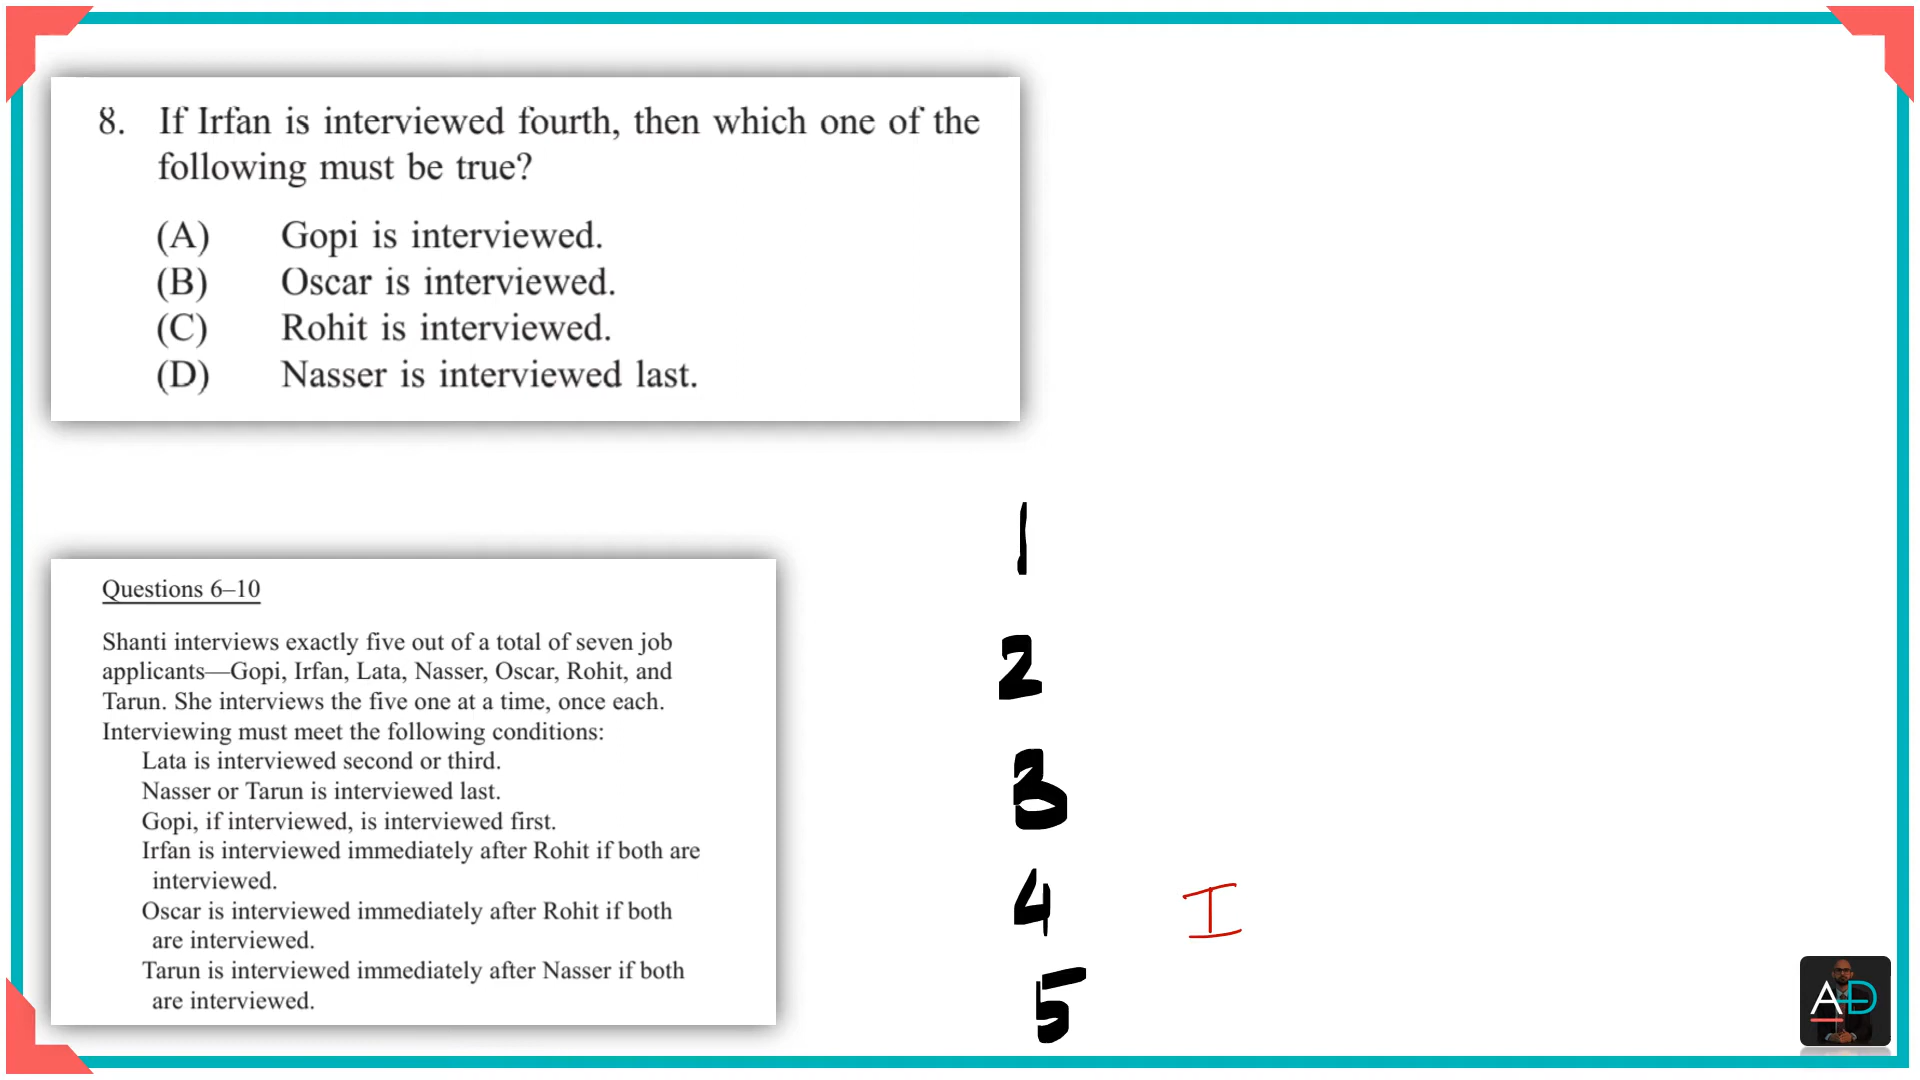 8. If Irfan is interviewed fourth, then which one of the
following must be true?
(A) Gopi is interviewed.
(B) Oscar is interviewed.
(C) Rohit is interviewed.
(D) Nasser is interviewed last.
Questions 6–10
Shanti interviews exactly five out of a total of seven job
applicants—Gopi, Irfan, Lata, Nasser, Oscar, Rohit, and
Tarun. She interviews the five one at a time, once each.
Interviewing must meet the following conditions:
Lata is interviewed second or third.
Nasser or Tarun is interviewed last.
Gopi, if interviewed, is interviewed first.
Irfan is interviewed immediately after Rohit if both are
interviewed.
Oscar is interviewed immediately after Rohit if both
are interviewed.
Tarun is interviewed immediately after Nasser if both
are interviewed.
1
2
3
4 I
5
AD